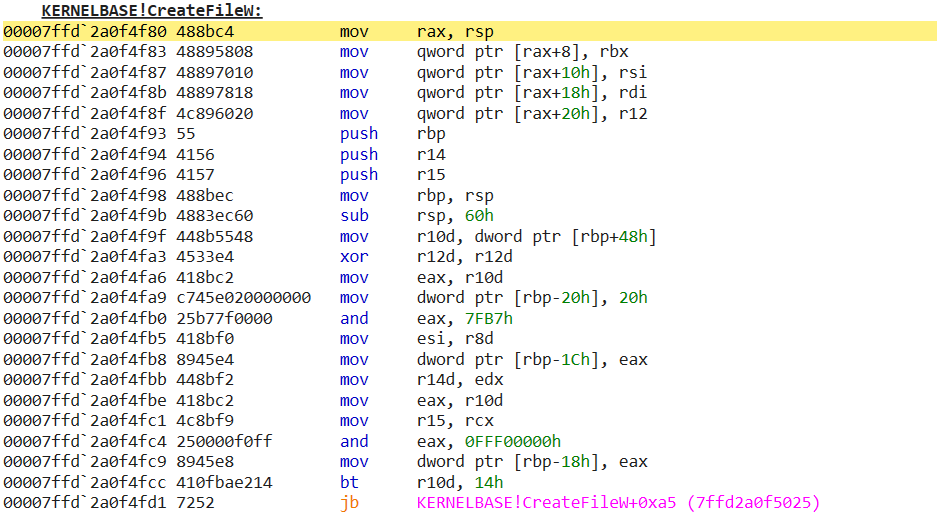 KERNELBASE!CreateFileW:
00007ffd`2a0f4f80 488bc4 mov rax, rsp
00007ffd`2a0f4f83 48895808 mov qword ptr [rax+8], rbx
00007ffd`2a0f4f87 48897010 mov qword ptr [rax+10h], rsi
00007ffd`2a0f4f8b 48897818 mov qword ptr [rax+18h], rdi
00007ffd`2a0f4f8f 4c896020 mov qword ptr [rax+20h], r12
00007ffd`2a0f4f93 55 push rbp
00007ffd`2a0f4f94 4156 push r14
00007ffd`2a0f4f96 4157 push r15
00007ffd`2a0f4f98 488bec mov rbp, rsp
00007ffd`2a0f4f9b 4883ec60 sub rsp, 60h
00007ffd`2a0f4f9f 448b5548 mov r10d, dword ptr [rbp+48h]
00007ffd`2a0f4fa3 4533e4 xor r12d, r12d
00007ffd`2a0f4fa6 418bc2 mov eax, r10d
00007ffd`2a0f4fa9 c745e020000000 mov dword ptr [rbp-20h], 20h
00007ffd`2a0f4fb0 25b77f0000 and eax, 7FB7h
00007ffd`2a0f4fb5 418bf0 mov esi, r8d
00007ffd`2a0f4fb8 8945e4 mov dword ptr [rbp-1Ch], eax
00007ffd`2a0f4fbb 448bf2 mov r14d, edx
00007ffd`2a0f4fbe 418bc2 mov eax, r10d
00007ffd`2a0f4fc1 4c8bf9 mov r15, rcx
00007ffd`2a0f4fc4 250000f0ff and eax, 0FFF00000h
00007ffd`2a0f4fc9 8945e8 mov dword ptr [rbp-18h], eax
00007ffd`2a0f4fcc 410fbae214 bt r10d, 14h
00007ffd`2a0f4fd1 7252 jb KERNELBASE!CreateFileW+0xa5 (7ffd2a0f5025)